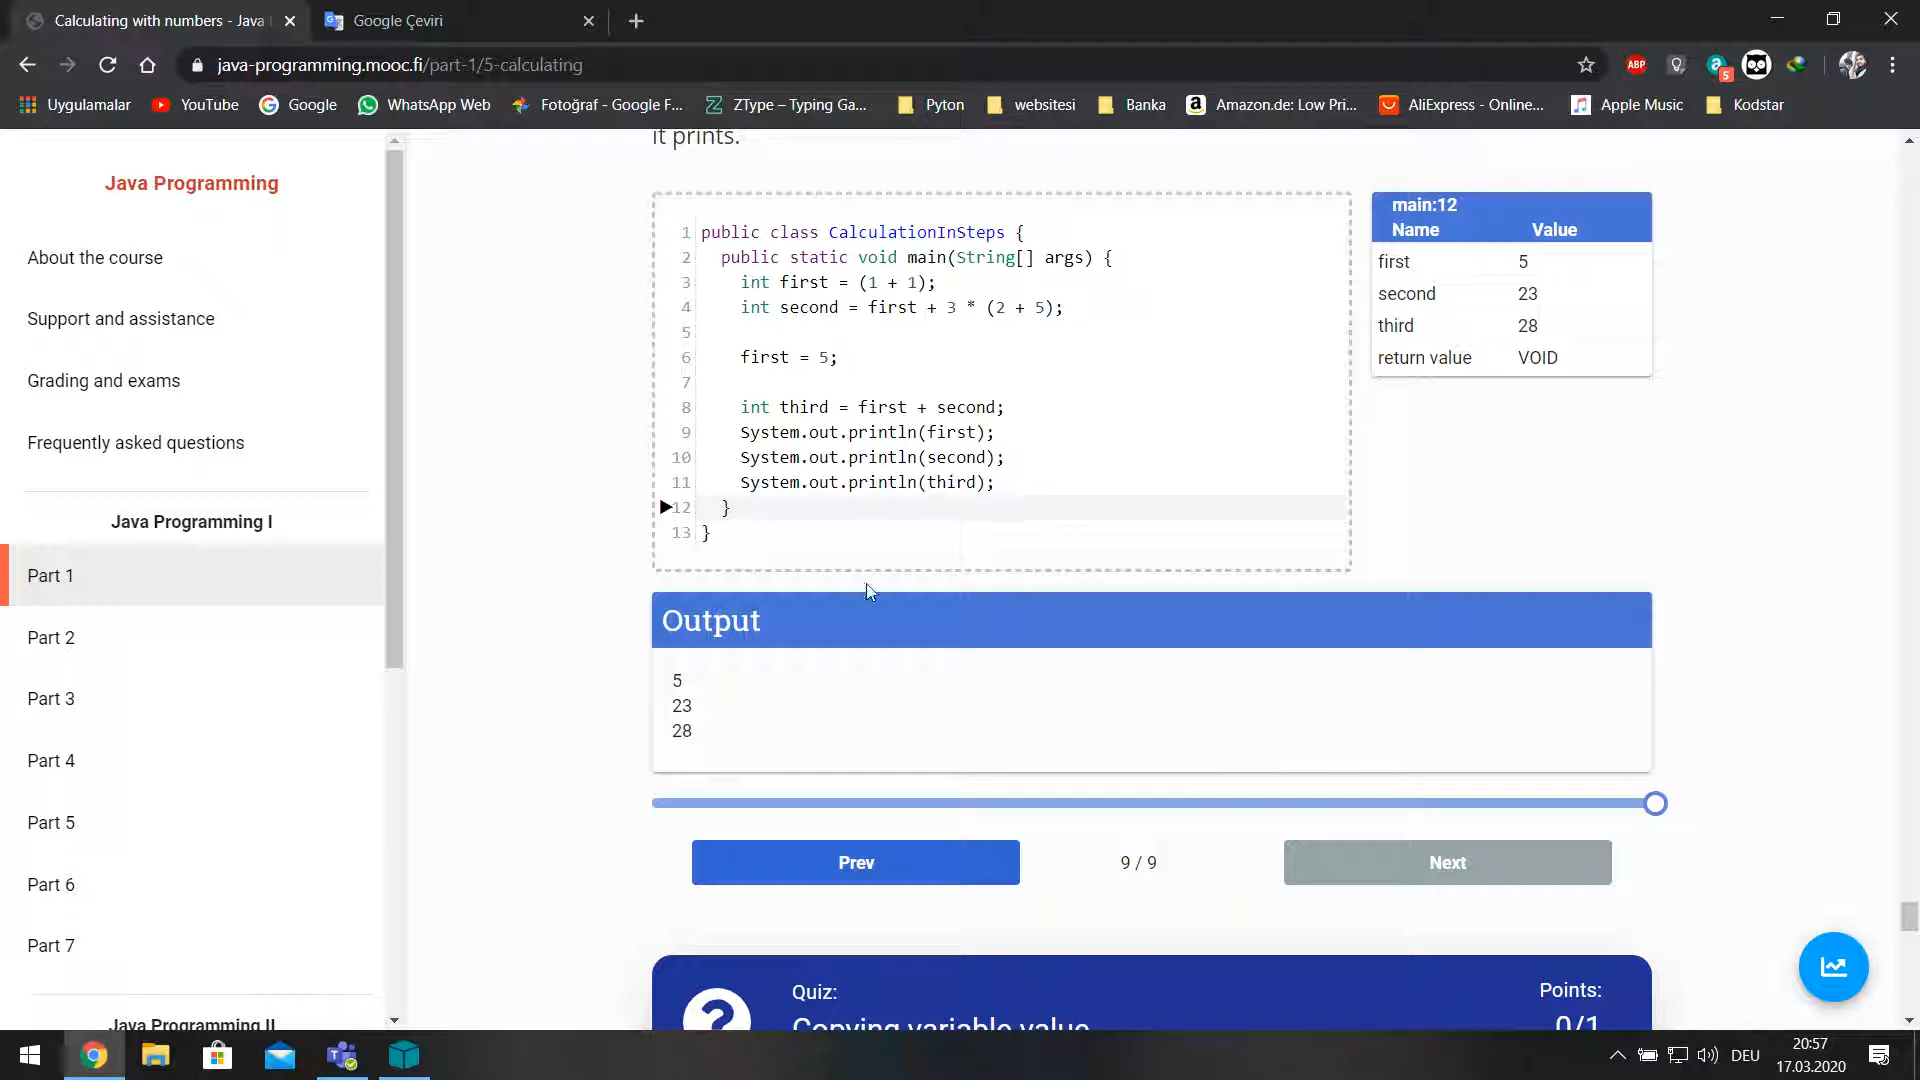 Calculating with numbers - Java
Google Çeviri
java-programming.mooc.fi/part-1/5-calculating
ABP
5
Uygulamalar
YouTube
Google
WhatsApp Web
Fotoğraf - Google F...
ZType – Typing Ga...
Pyton
websitesi
Banka
Amazon.de: Low Pri...
AliExpress - Online...
Apple Music
Kodstar
Java Programming
About the course
Support and assistance
Grading and exams
Frequently asked questions
Java Programming I
Part 1
Part 2
Part 3
Part 4
Part 5
Part 6
Part 7
Java Programming II
it prints.
1 public class CalculationInSteps {
2 public static void main(String[] args) {
3 int first = (1 + 1);
4 int second = first + 3 * (2 + 5);
5
6 first = 5;
7
8 int third = first + second;
9 System.out.println(first);
10 System.out.println(second);
11 System.out.println(third);
12 }
13 }
main:12
Name Value
first 5
second 23
third 28
return value VOID
Output
5
23
28
Prev
9 / 9
Next
Quiz:
Copying variable value
Points:
0/1
DEU
20:57
17.03.2020